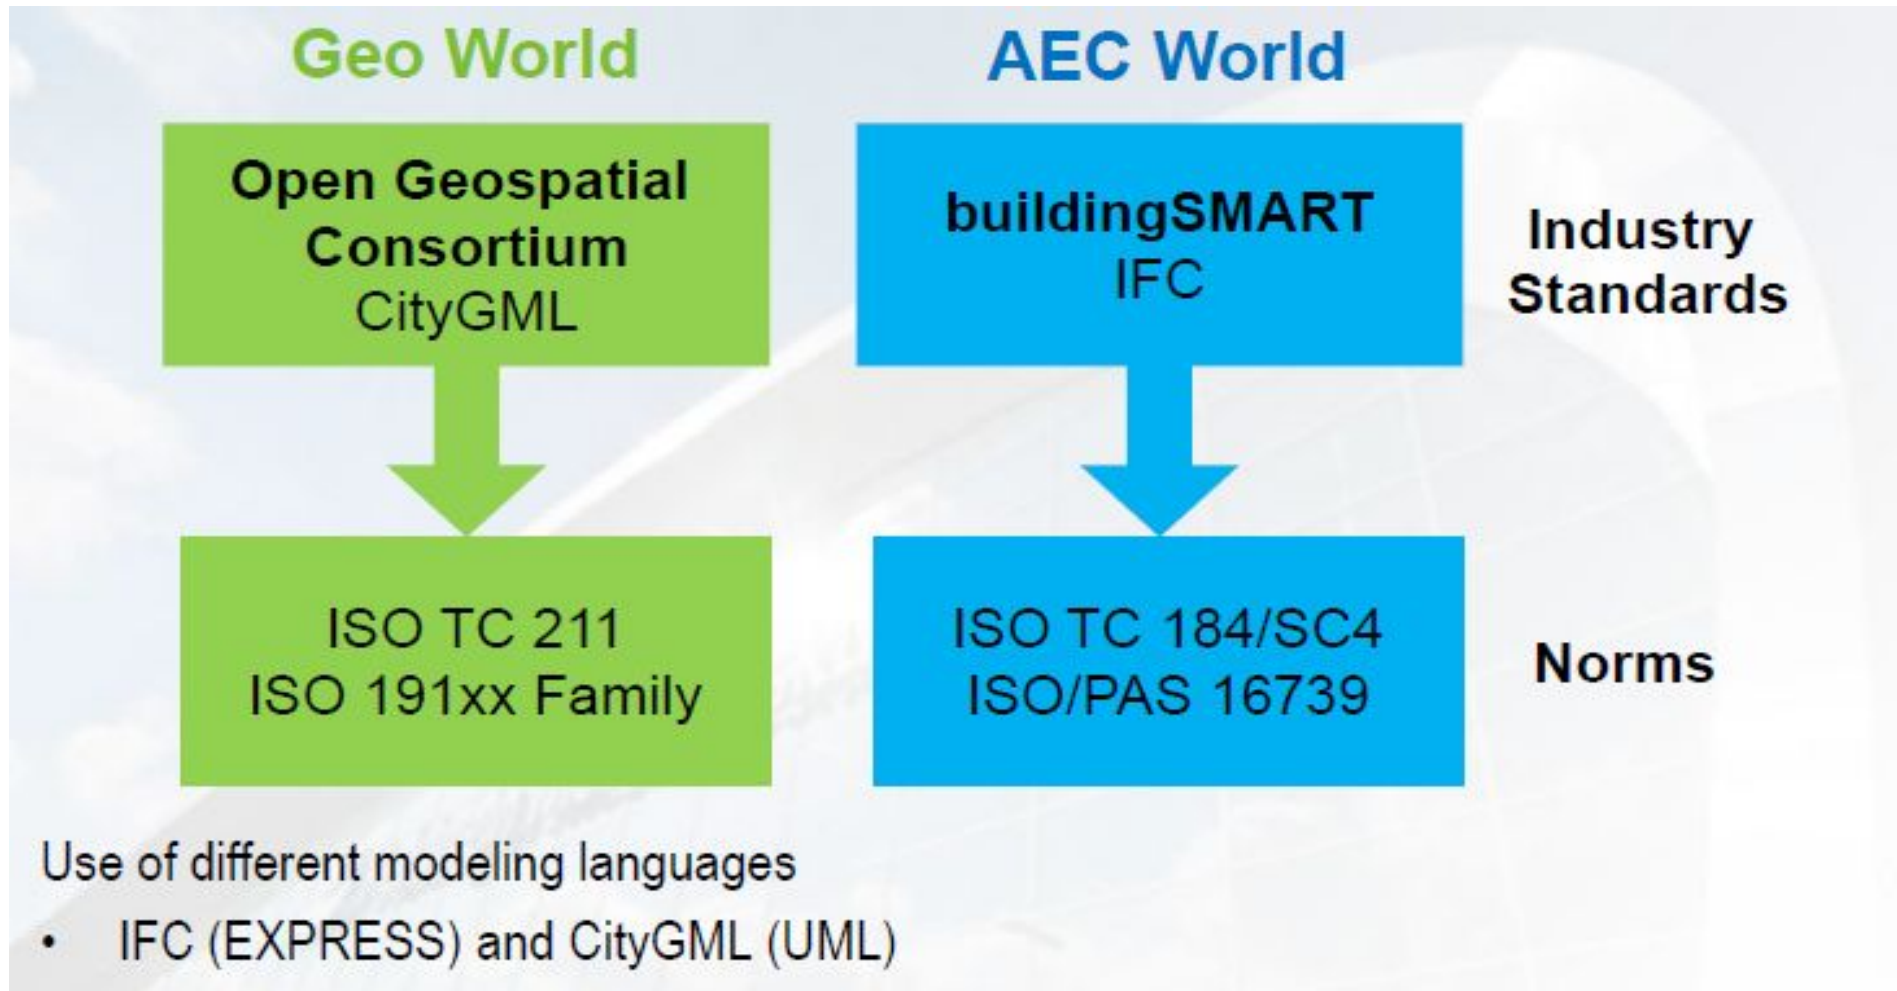 Geo World
AEC World
Open Geospatial
Consortium
CityGML
buildingSMART
IFC
Industry
Standards
ISO TC 211
ISO 191xx Family
ISO TC 184/SC4
ISO/PAS 16739
Norms
Use of different modeling languages
• IFC (EXPRESS) and CityGML (UML)